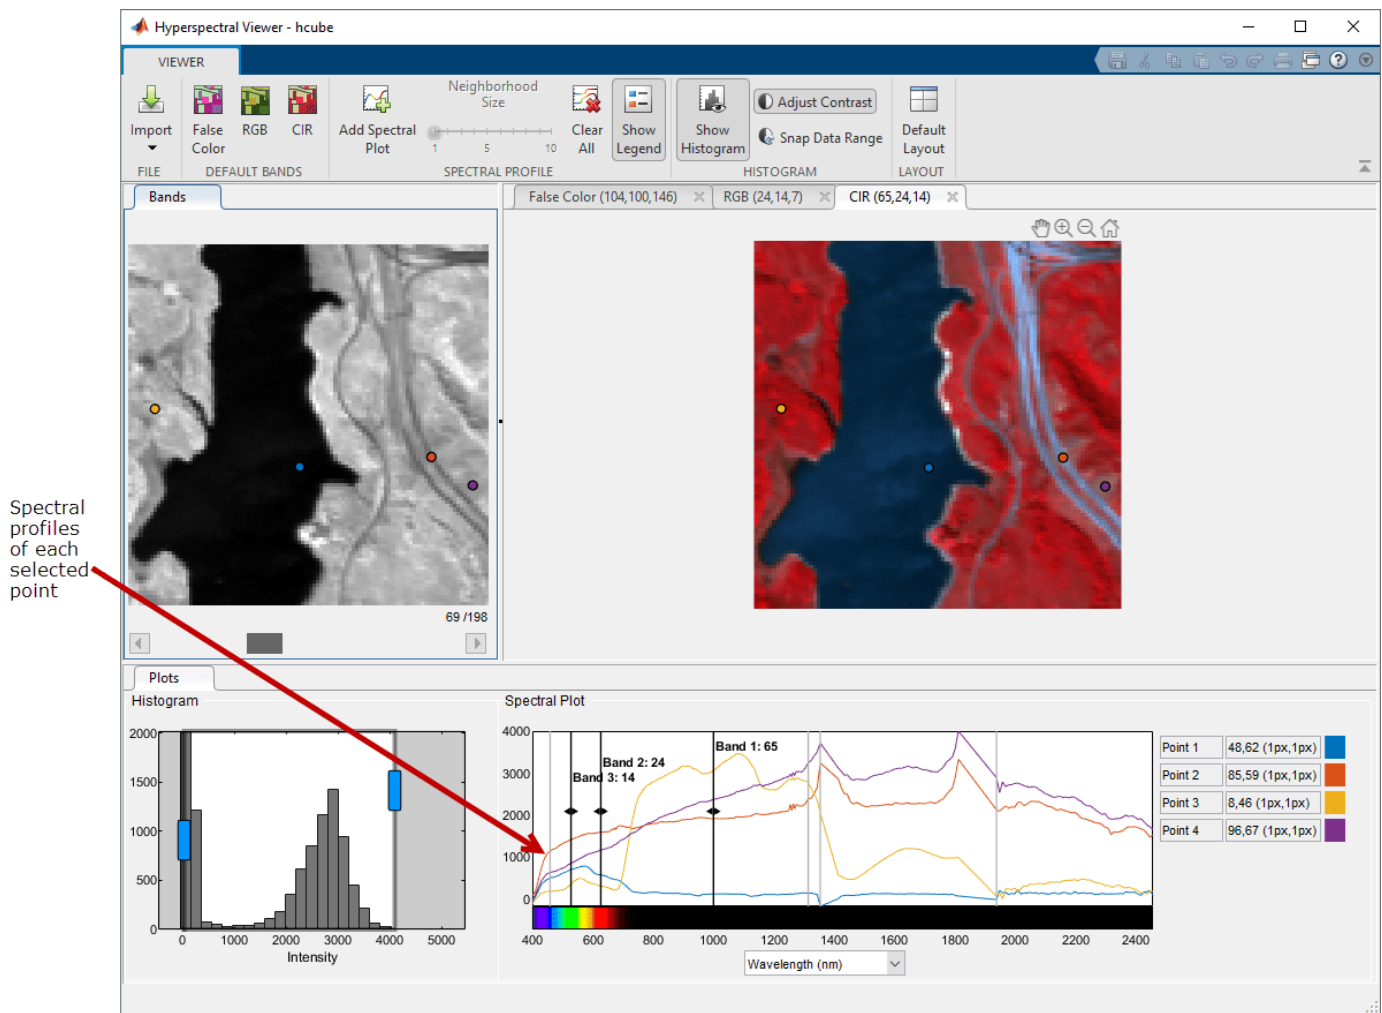 Hyperspectral Viewer - hcube
VIEWER
Import
False Color
RGB
CIR
Add Spectral Plot
Neighborhood Size
1 5 10
Clear All
Show Legend
Show Histogram
Adjust Contrast
Snap Data Range
Default Layout
FILE
DEFAULT BANDS
SPECTRAL PROFILE
HISTOGRAM
LAYOUT
Bands
False Color (104,100,146)
RGB (24,14,7)
CIR (65,24,14)
69 /198
Spectral
profiles
of each
selected
point
Plots
Histogram
2000
1500
1000
500
0
0 1000 2000 3000 4000 5000
Intensity
Spectral Plot
4000
3000
2000
1000
0
Band 1: 65
Band 2: 24
Band 3: 14
400 600 800 1000 1200 1400 1600 1800 2000 2200 2400
Wavelength (nm)
Point 1 48,62 (1px,1px)
Point 2 85,59 (1px,1px)
Point 3 8,46 (1px,1px)
Point 4 96,67 (1px,1px)